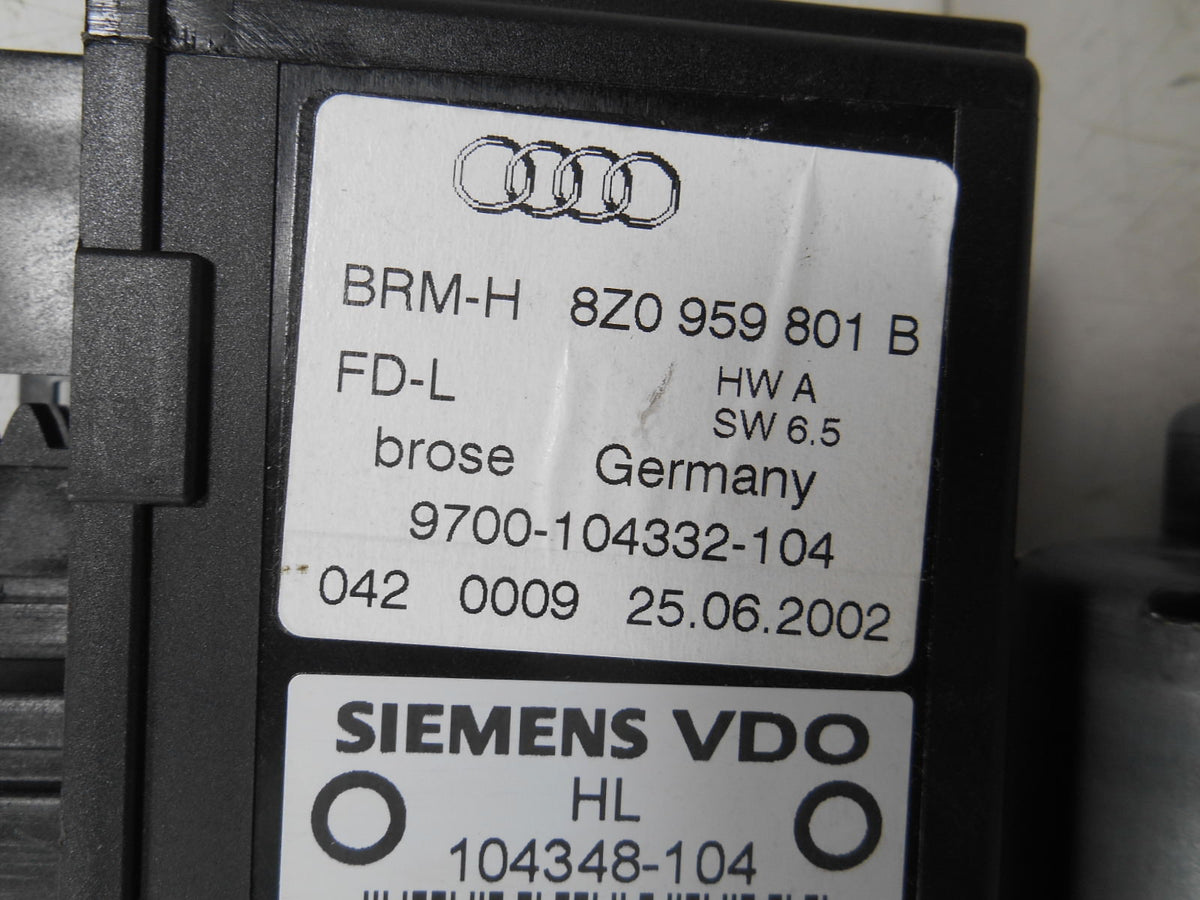 BRM-H 8Z0 959 801 B
FD-L HW A
SW 6.5
brose Germany
9700-104332-104
042 0009 25.06.2002
SIEMENS VDO
HL
104348-104